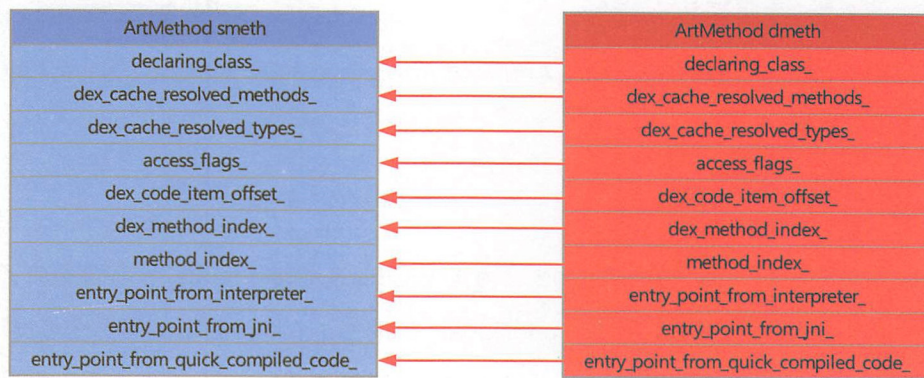 ArtMethod smeth
declaring_class_
dex_cache_resolved_methods_
dex_cache_resolved_types_
access_flags_
dex_code_item_offset_
dex_method_index_
method_index_
entry_point_from_interpreter_
entry_point_from_jni_
entry_point_from_quick_compiled_code_
ArtMethod dmeth
declaring_class_
dex_cache_resolved_methods_
dex_cache_resolved_types_
access_flags_
dex_code_item_offset_
dex_method_index_
method_index_
entry_point_from_interpreter_
entry_point_from_jni_
entry_point_from_quick_compiled_code_